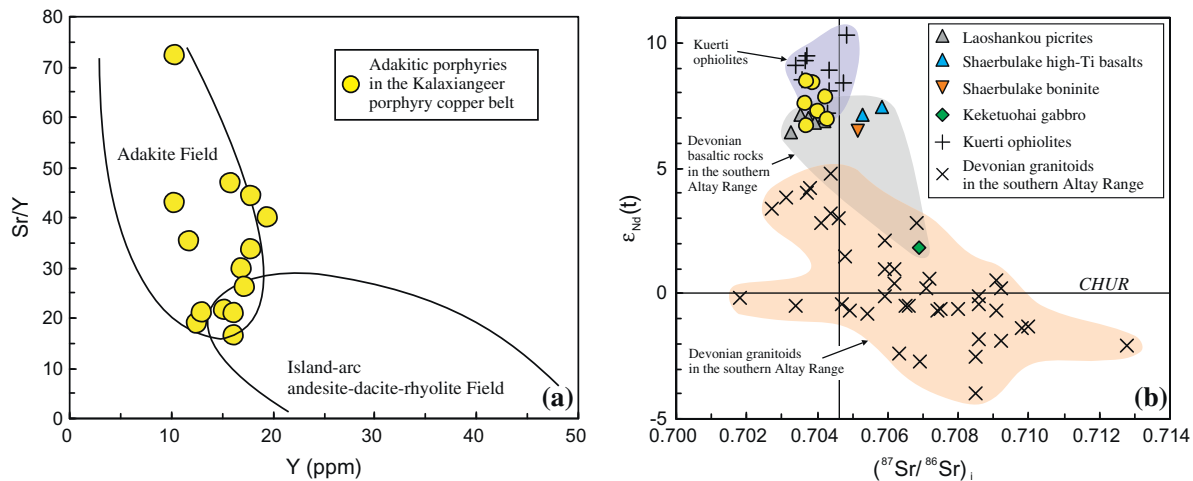 80
70
60
50
40
30
20
10
0
Sr/Y
Adakitic porphyries
in the Kalaxiangeer
porphyry copper belt
Adakite Field
Island-arc
andesite-dacite-rhyolite Field
(a)
0
10
20
30
40
50
Y (ppm)
10
5
0
-5
εNd(t)
Kuerti
ophiolites
Devonian
basaltic rocks
in the southern
Altay Range
Laoshankou picrites
Shaerbulake high-Ti basalts
Shaerbulake boninite
Keketuohai gabbro
Kuerti ophiolites
Devonian granitoids
in the southern Altay Range
CHUR
Devonian granitoids
in the southern Altay Range
(b)
0.700
0.702
0.704
0.706
0.708
0.710
0.712
0.714
(87Sr/86Sr)i